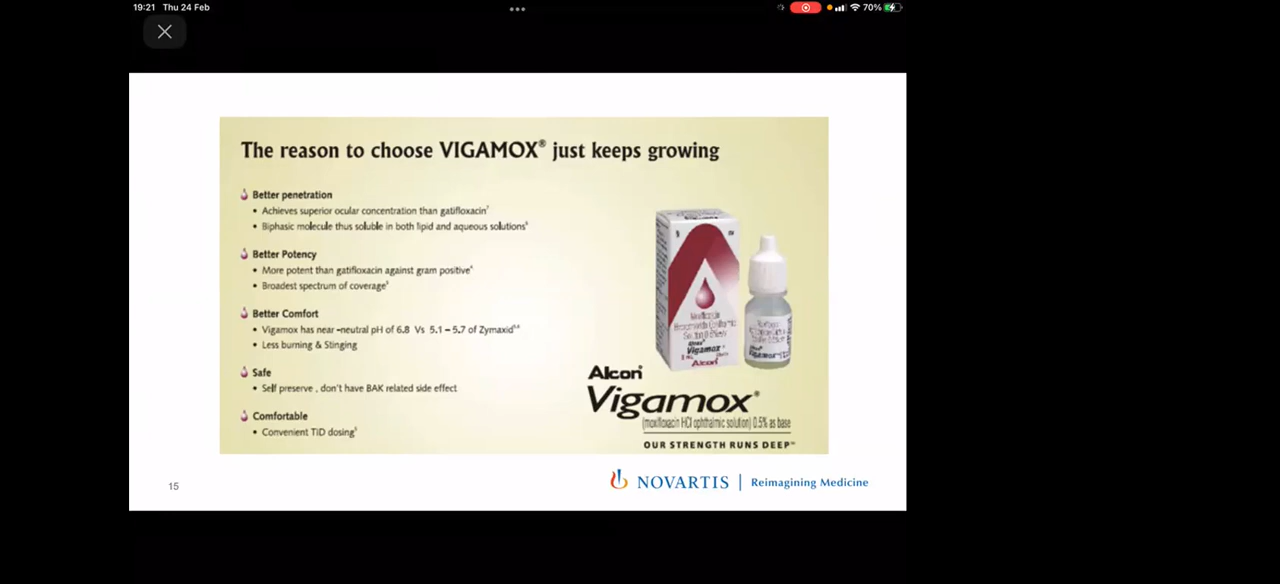 19:21 Thu 24 Feb
70%
The reason to choose VIGAMOX® just keeps growing
Better penetration
• Achieves superior ocular concentration than gatifloxacin7
• Biphasic molecule thus soluble in both lipid and aqueous solutions
Better Potency
• More potent than gatifloxacin against gram positive
• Broadest spectrum of coverage
Better Comfort
• Vigamox has near -neutral pH of 6.8 Vs 5.1 – 5.7 of Zymaxid
• Less burning & Stinging
Safe
• Self preserve , don't have BAK related side effect
Comfortable
• Convenient TID dosing
Vigamox
Alcon
Alcon®
Vigamox®
(moxifloxacin HCl ophthalmic solution) 0.5% as base
OUR STRENGTH RUNS DEEP™
15
NOVARTIS | Reimagining Medicine